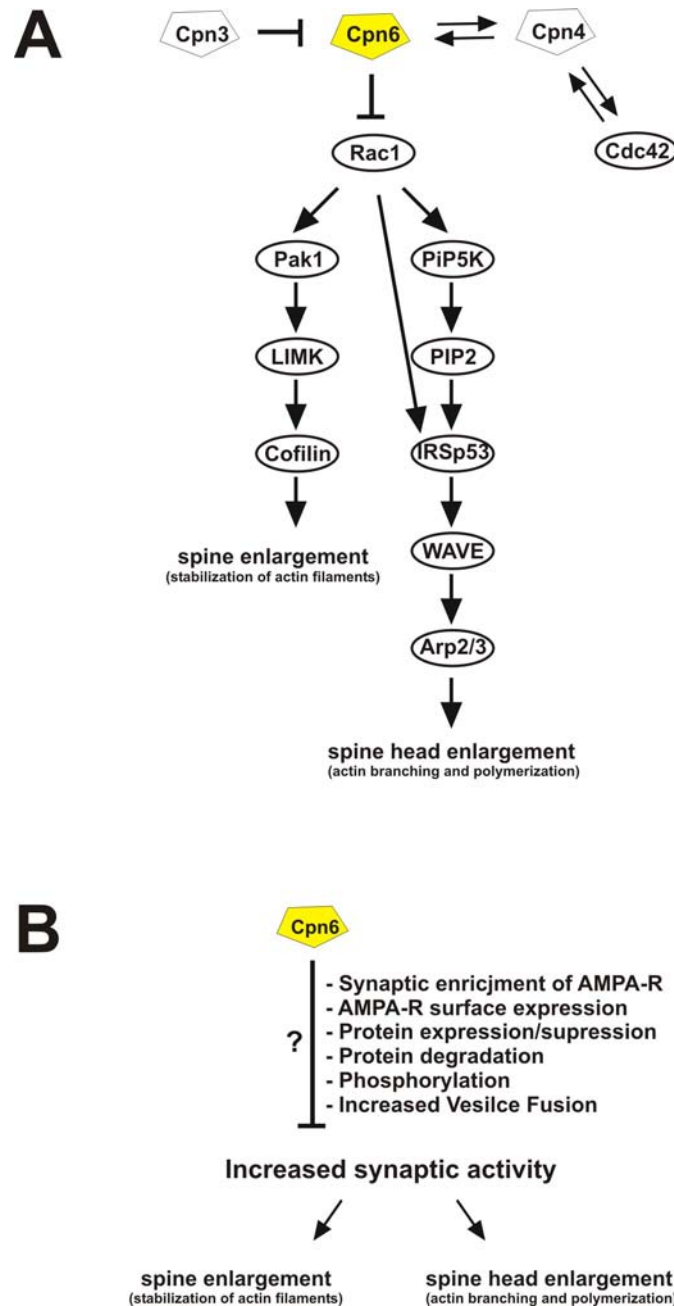 A
Cpn3
Cpn6
Cpn4
Rac1
Cdc42
Pak1
PiP5K
LIMK
PIP2
Cofilin
IRSp53
spine enlargement
(stabilization of actin filaments)
WAVE
Arp2/3
spine head enlargement
(actin branching and polymerization)
B
Cpn6
?
- Synaptic enricjment of AMPA-R
- AMPA-R surface expression
- Protein expression/supression
- Protein degradation
- Phosphorylation
- Increased Vesilce Fusion
Increased synaptic activity
spine enlargement
(stabilization of actin filaments)
spine head enlargement
(actin branching and polymerization)